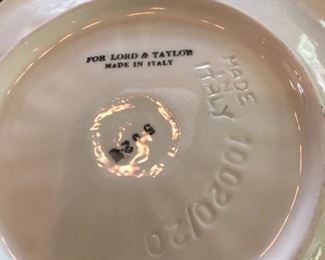 FOR LORD & TAYLOR
MADE IN ITALY
MADE
IN
ITALY
10020/20